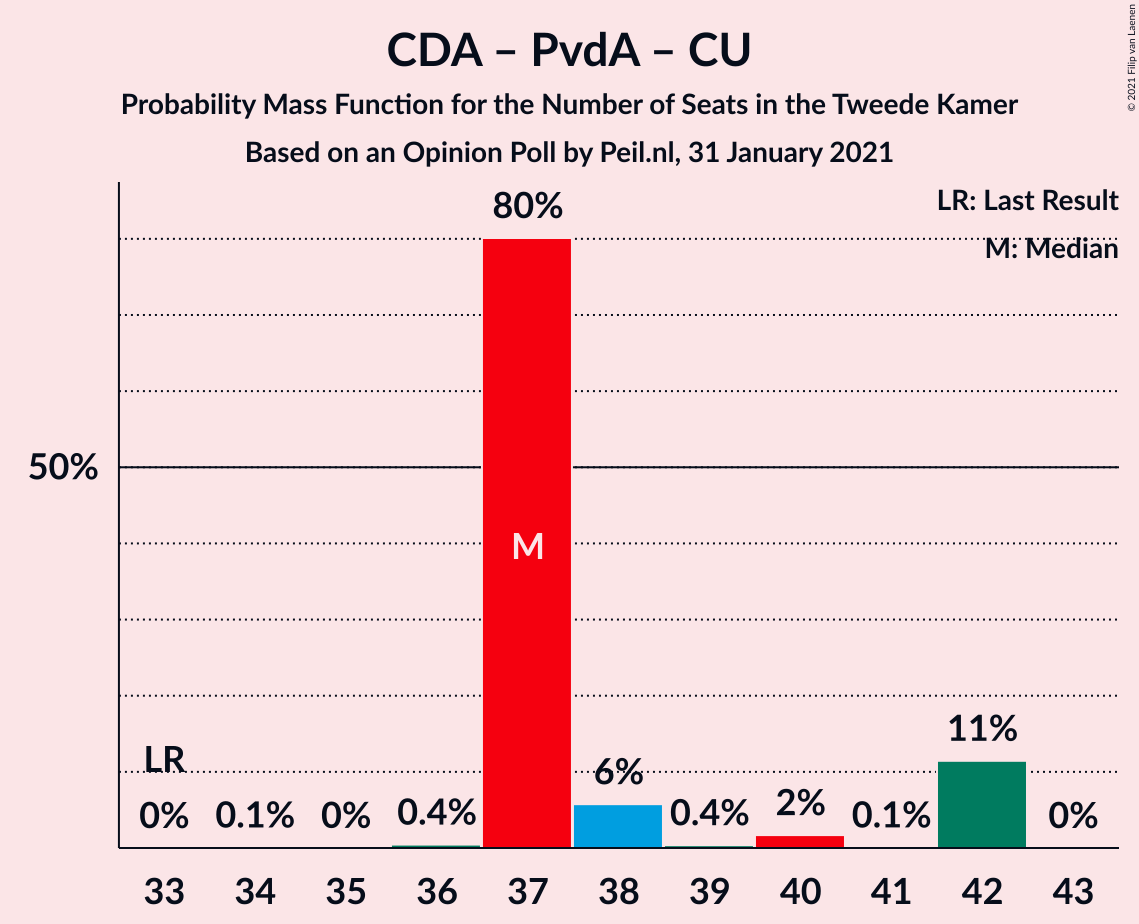 CDA – PvdA – CU
Probability Mass Function for the Number of Seats in the Tweede Kamer
Based on an Opinion Poll by Peil.nl, 31 January 2021
© 2021 Filip van Laenen
LR: Last Result
M: Median
80%
50%
M
LR
0%
0.1%
0%
0.4%
6%
0.4%
2%
0.1%
11%
0%
33 34 35 36 37 38 39 40 41 42 43